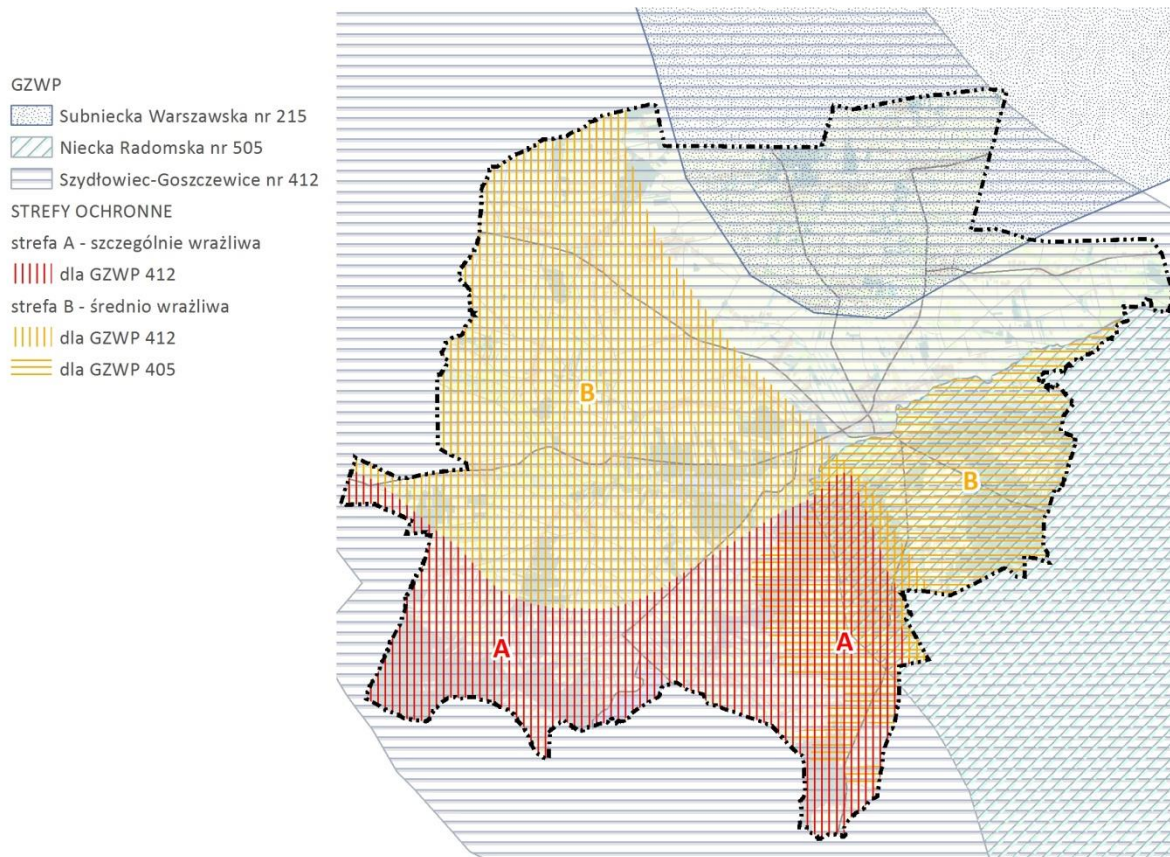 GZWP
Subniecka Warszawska nr 215
Niecka Radomska nr 505
Szydłowiec-Goszczewice nr 412
STREFY OCHRONNE
strefa A - szczególnie wrażliwa
dla GZWP 412
strefa B - średnio wrażliwa
dla GZWP 412
dla GZWP 405
B
B
A
A